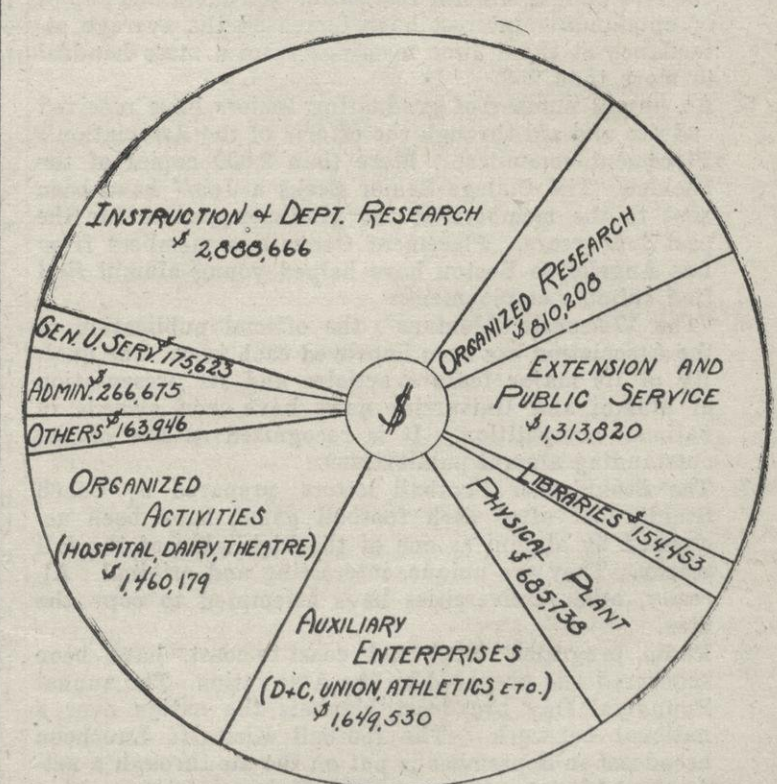 INSTRUCTION & DEPT. RESEARCH
$2,888,666
ORGANIZED RESEARCH
$810,208
EXTENSION AND
PUBLIC SERVICE
$1,313,820
LIBRARIES $154,453
PHYSICAL PLANT
$685,738
AUXILIARY
ENTERPRISES
(D+C, UNION, ATHLETICS, ETC.)
$1,649,530
ORGANIZED
ACTIVITIES
(HOSPITAL, DAIRY, THEATRE)
$1,460,179
OTHERS $163,946
ADMIN. $266,675
GEN. U. SERV. $175,623
$